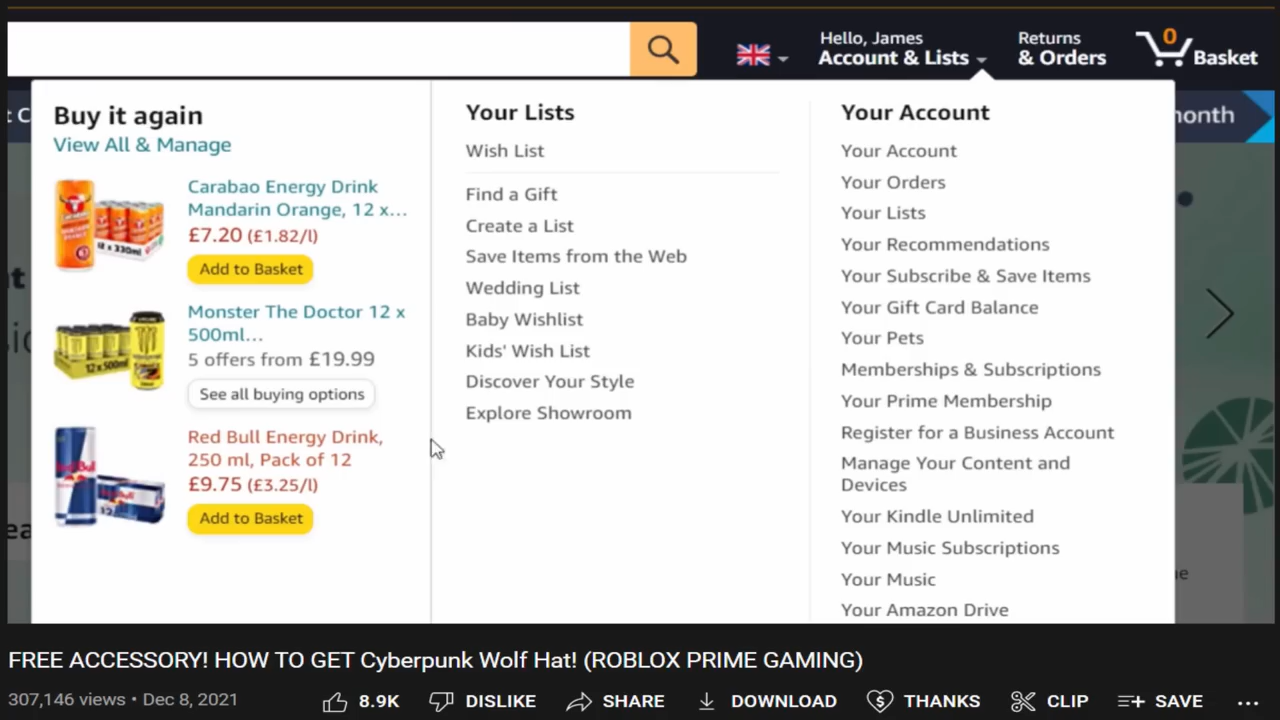 Hello, James
Account & Lists
Returns
& Orders
0
Basket
t C
month
Buy it again
View All & Manage
Carabao Energy Drink
Mandarin Orange, 12 x...
£7.20 (£1.82/l)
Add to Basket
12 x 330ml
Monster The Doctor 12 x
500ml...
5 offers from £19.99
See all buying options
12x500ml
Red Bull Energy Drink,
250 ml, Pack of 12
£9.75 (£3.25/l)
Add to Basket
Red Bull
Your Lists
Wish List
Find a Gift
Create a List
Save Items from the Web
Wedding List
Baby Wishlist
Kids' Wish List
Discover Your Style
Explore Showroom
Your Account
Your Account
Your Orders
Your Lists
Your Recommendations
Your Subscribe & Save Items
Your Gift Card Balance
Your Pets
Memberships & Subscriptions
Your Prime Membership
Register for a Business Account
Manage Your Content and
Devices
Your Kindle Unlimited
Your Music Subscriptions
Your Music
Your Amazon Drive
FREE ACCESSORY! HOW TO GET Cyberpunk Wolf Hat! (ROBLOX PRIME GAMING)
307,146 views • Dec 8, 2021
8.9K
DISLIKE
SHARE
DOWNLOAD
THANKS
CLIP
SAVE